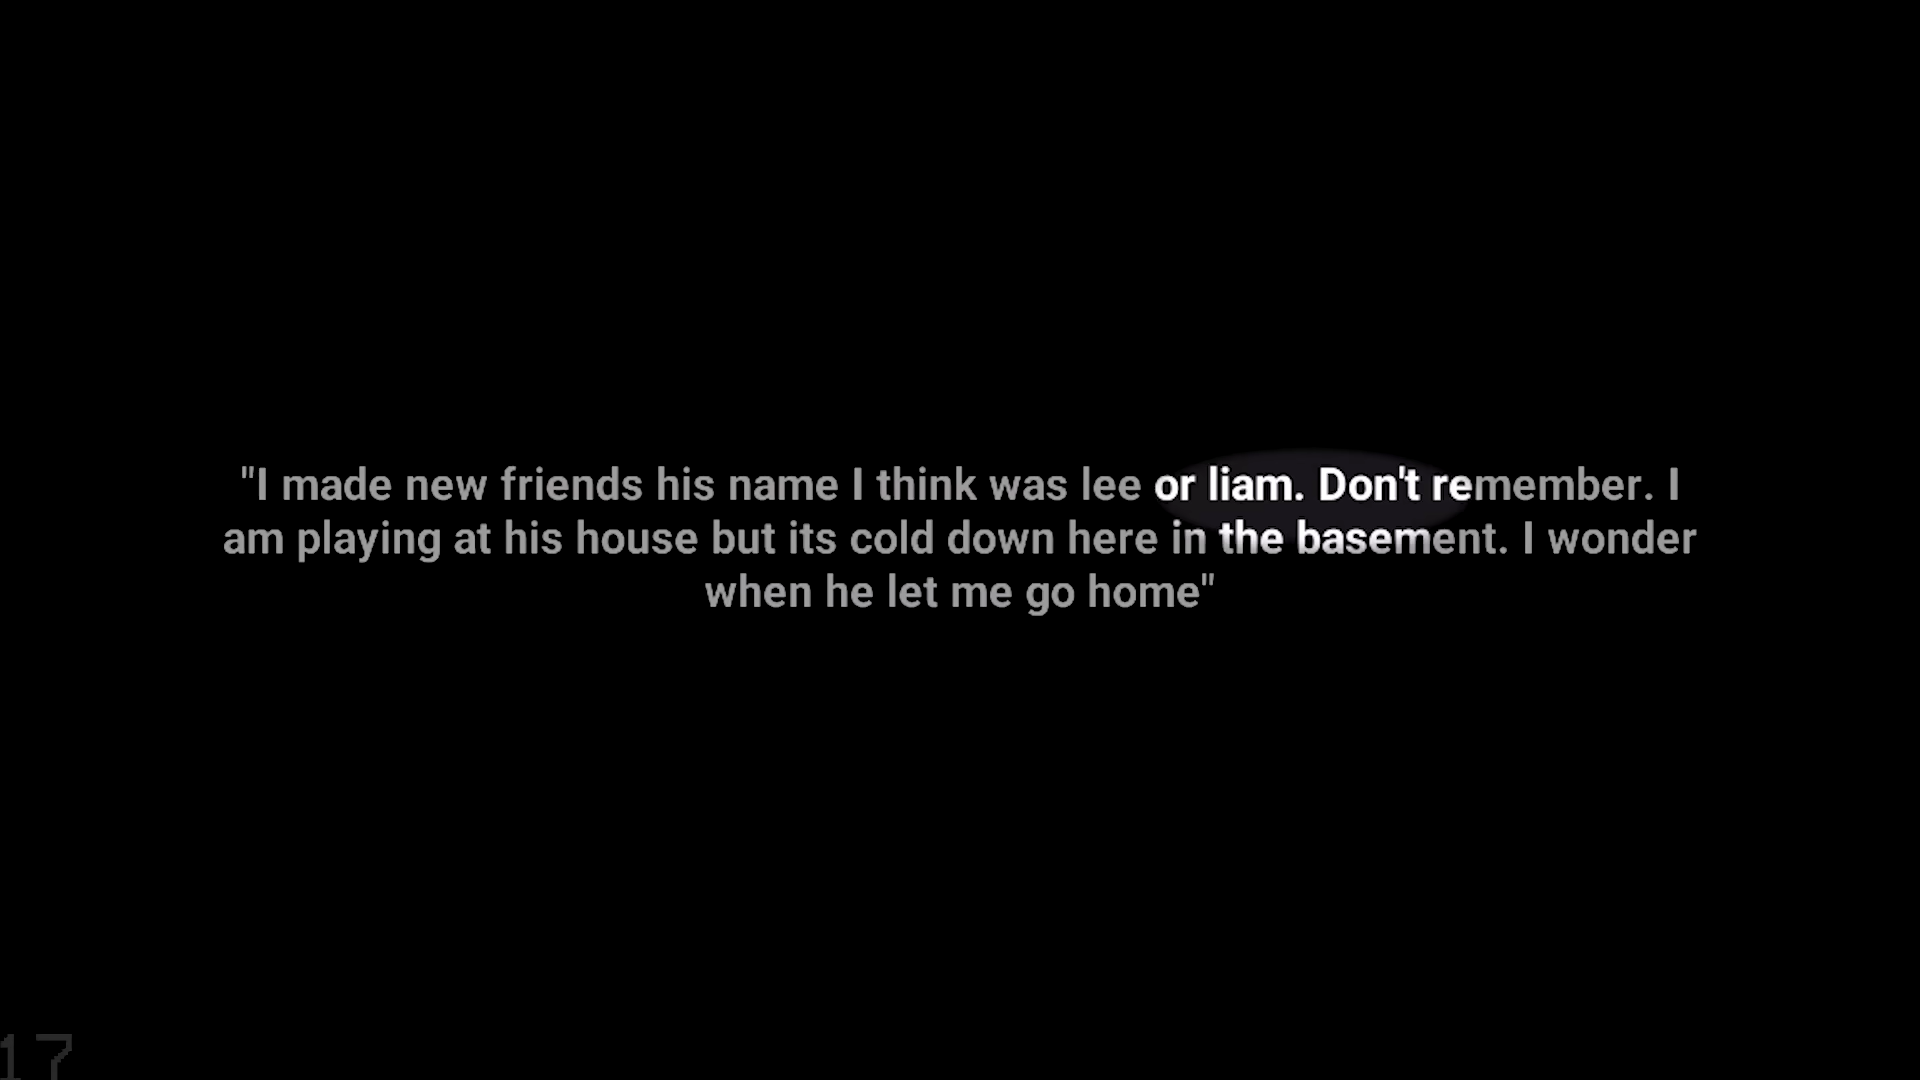 "I made new friends his name I think was lee or liam. Don't remember. I
am playing at his house but its cold down here in the basement. I wonder
when he let me go home"
17